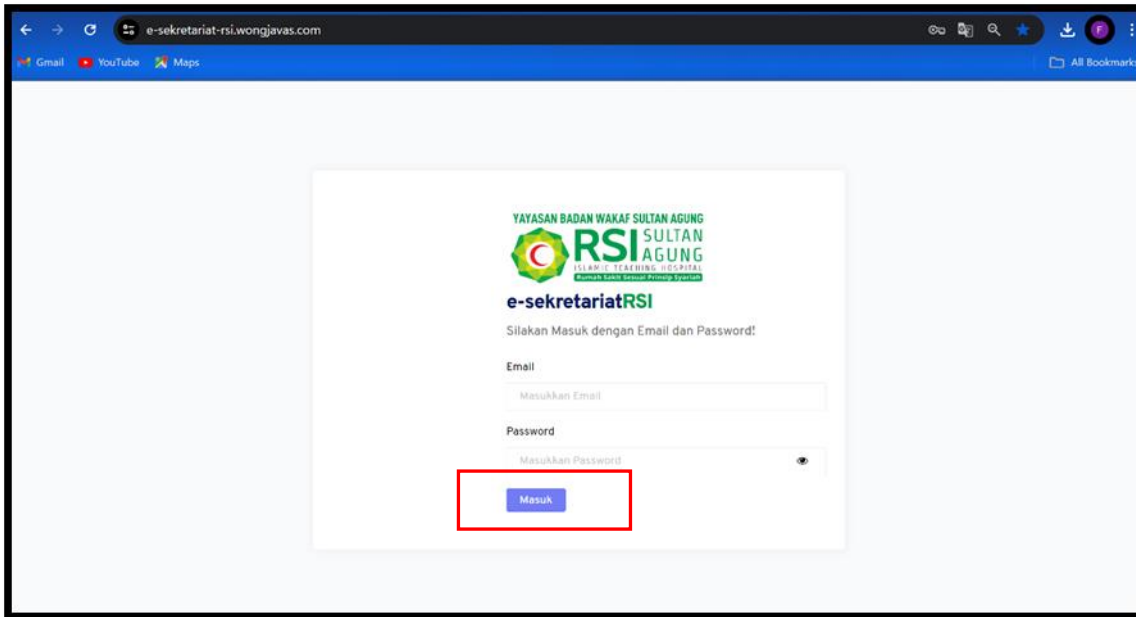 e-sekretariat-rsi.wongjavas.com
F
Gmail YouTube Maps All Bookmarks
YAYASAN BADAN WAKAF SULTAN AGUNG
RSI SULTAN AGUNG
ISLAMIC TEACHING HOSPITAL
Rumah Sakit Sesuai Prinsip Syariah
e-sekretariatRSI
Silakan Masuk dengan Email dan Password!
Email
Masukkan Email
Password
Masukkan Password
Masuk